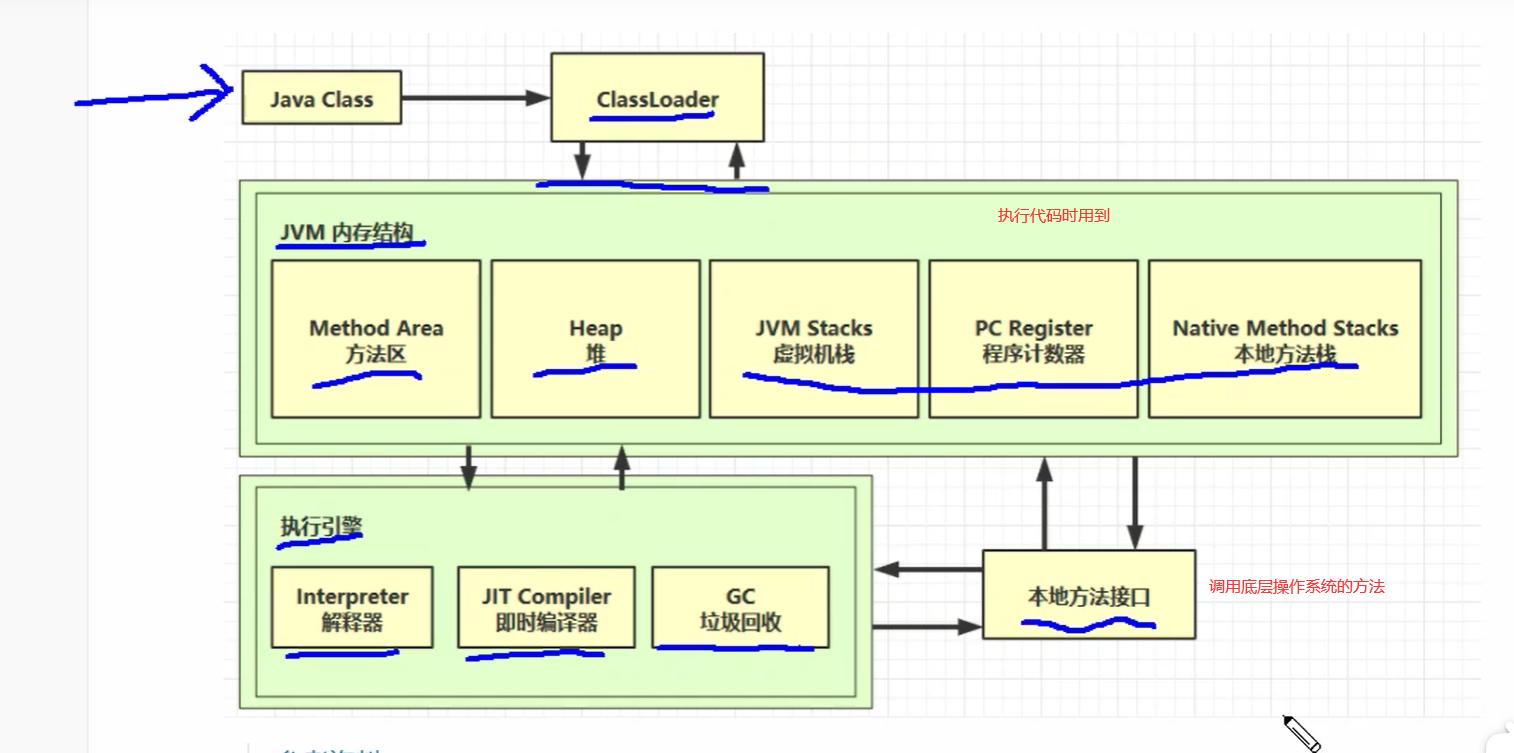 Java Class
ClassLoader
执行代码时用到
JVM 内存结构
Method Area
方法区
Heap
堆
JVM Stacks
虚拟机栈
PC Register
程序计数器
Native Method Stacks
本地方法栈
执行引擎
Interpreter
解释器
JIT Compiler
即时编译器
GC
垃圾回收
本地方法接口
调用底层操作系统的方法